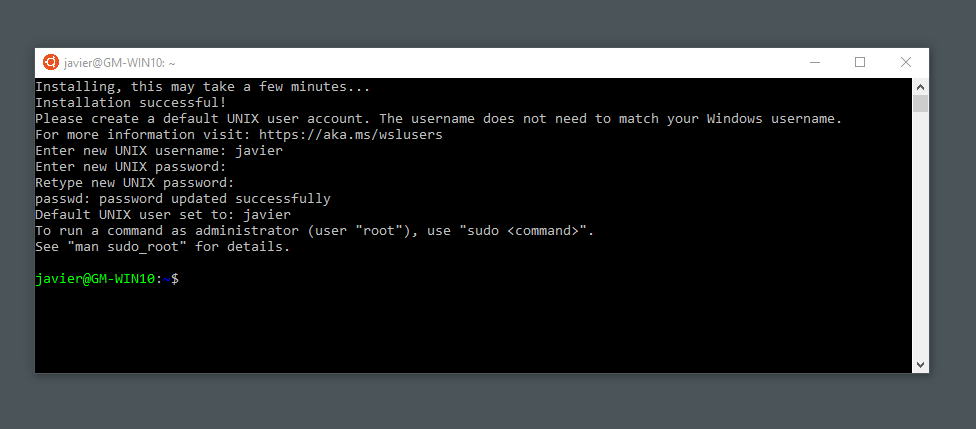 javier@GM-WIN10: ~
Installing, this may take a few minutes...
Installation successful!
Please create a default UNIX user account. The username does not need to match your Windows username.
For more information visit: https://aka.ms/wslusers
Enter new UNIX username: javier
Enter new UNIX password:
Retype new UNIX password:
passwd: password updated successfully
Default UNIX user set to: javier
To run a command as administrator (user "root"), use "sudo <command>".
See "man sudo_root" for details.
javier@GM-WIN10:~$